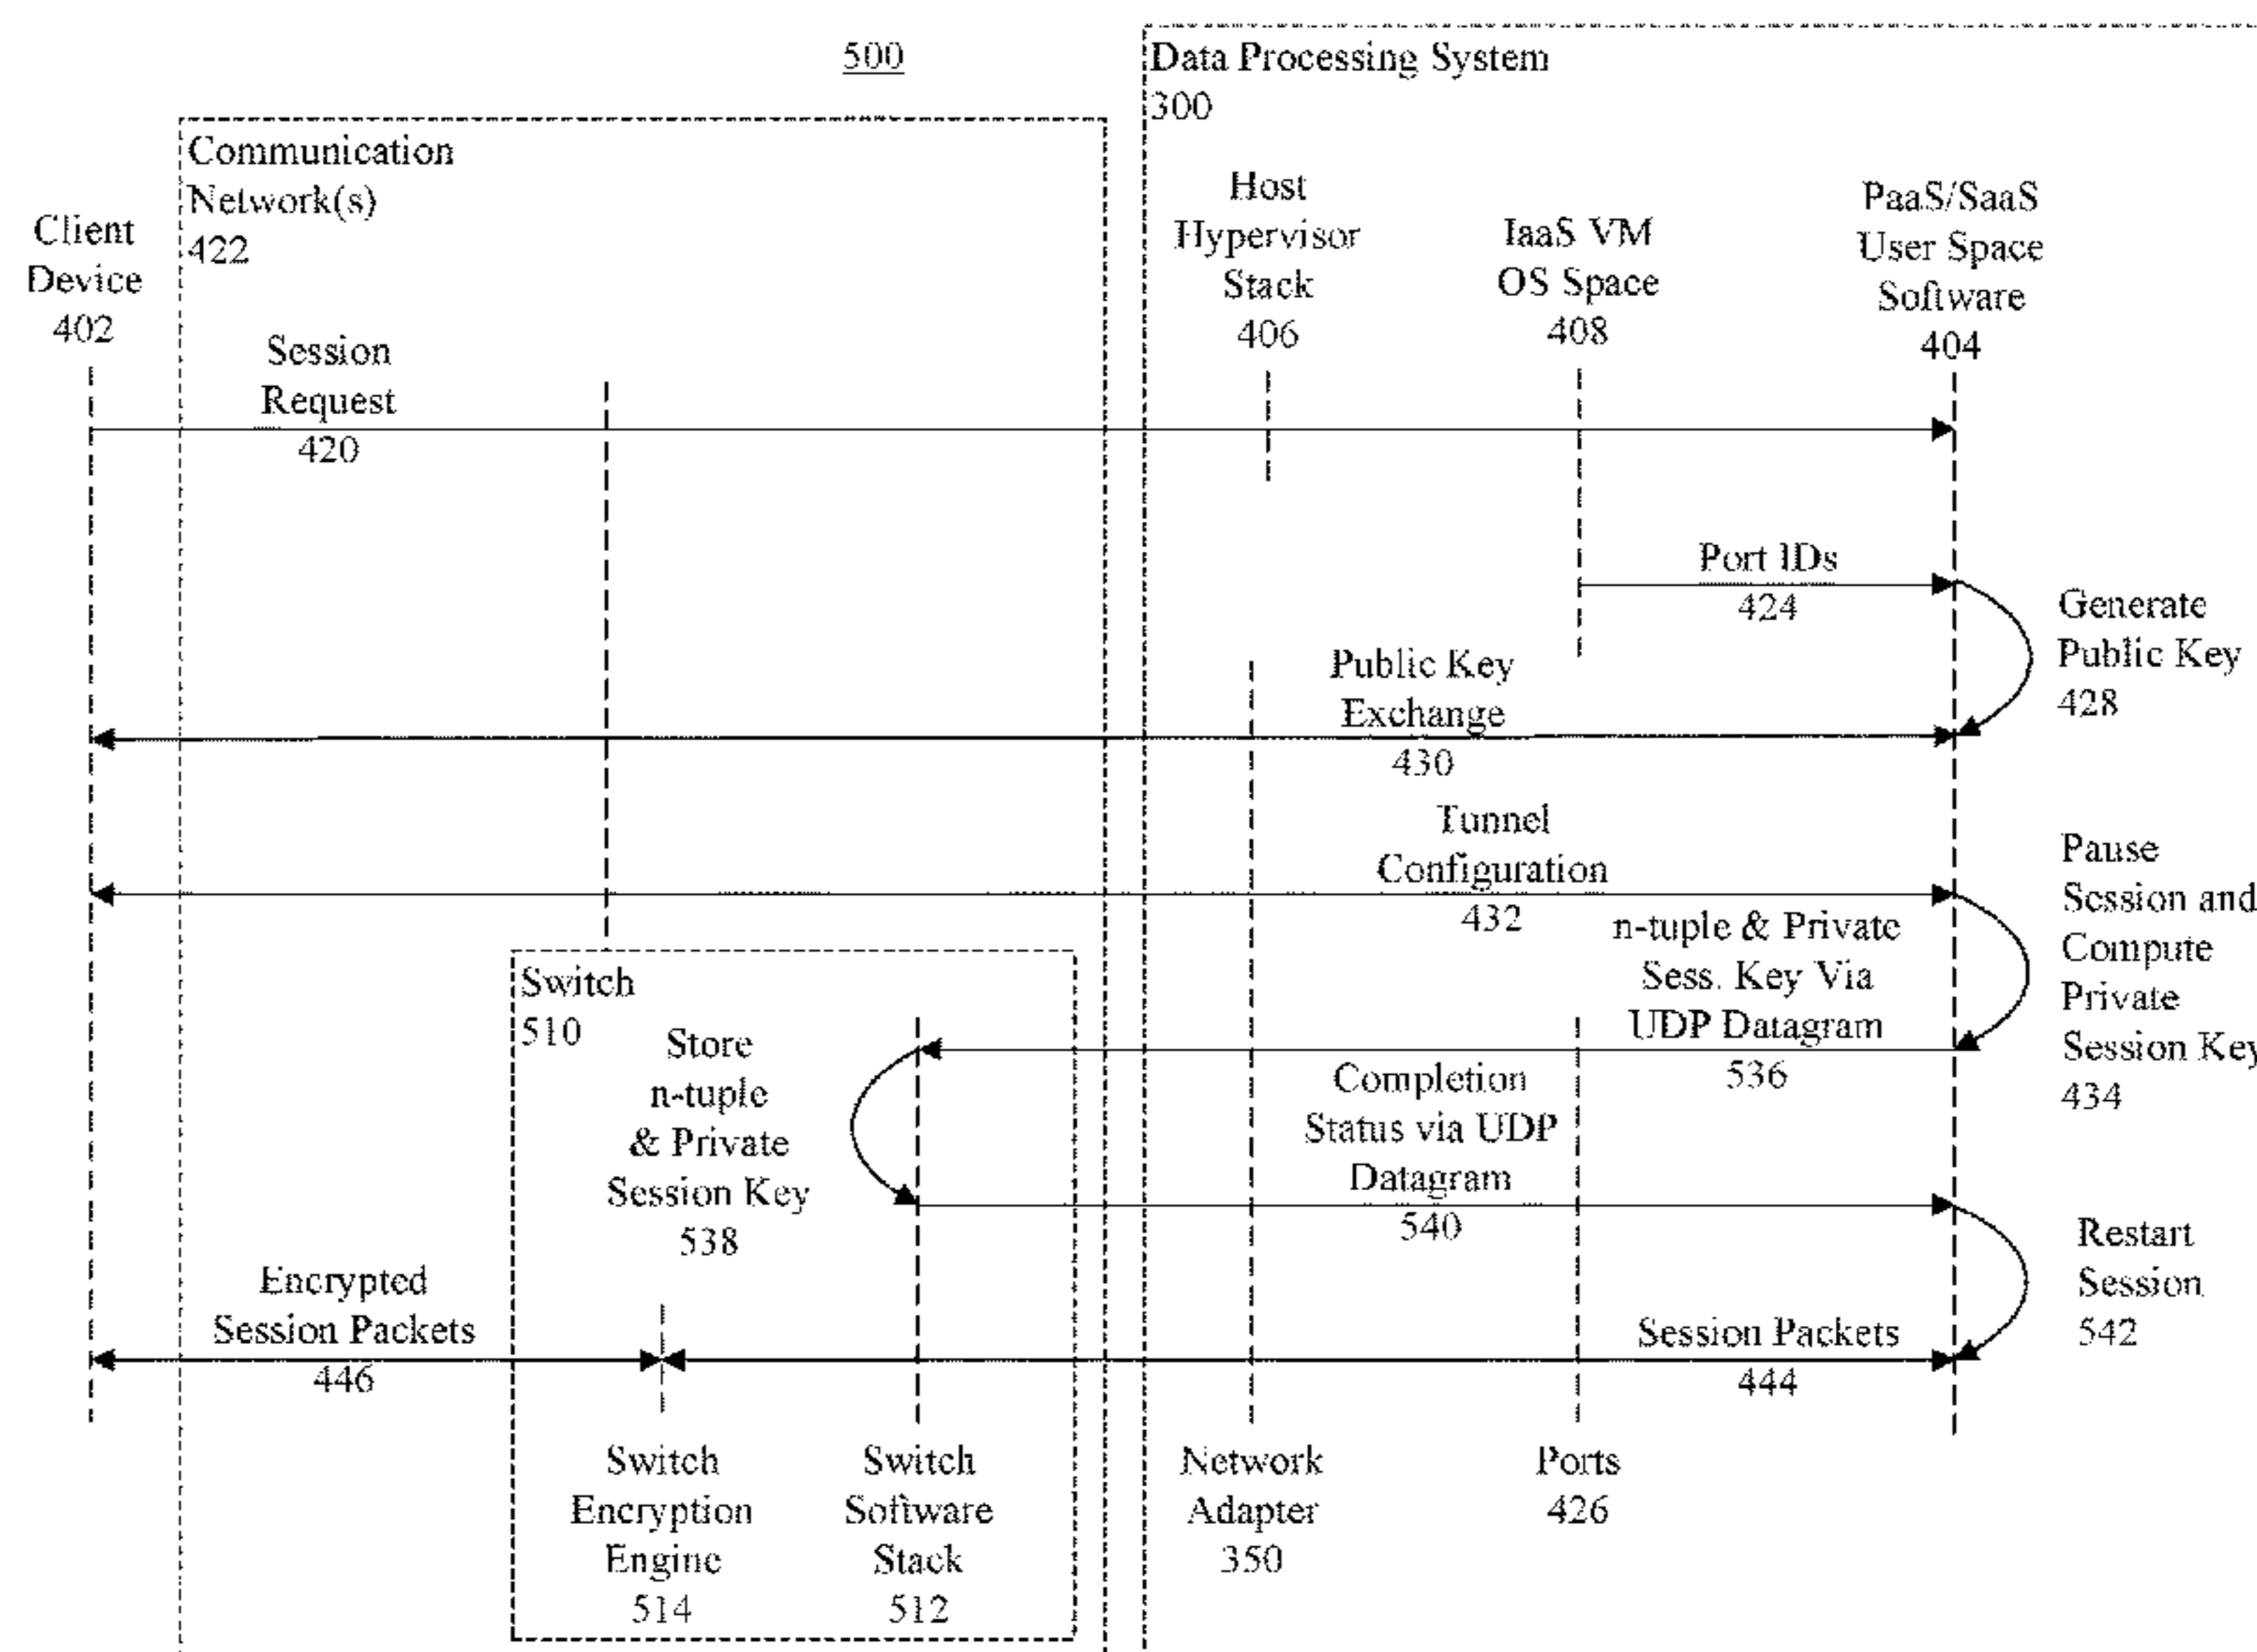 500
Data Processing System
300
Communication
Network(s)
422
Client
Device
402
Host
Hypervisor
Stack
406
IaaS VM
OS Space
408
PaaS/SaaS
User Space
Software
404
Session
Request
420
Port IDs
424
Generate
Public Key
428
Public Key
Exchange
430
Tunnel
Configuration
432
Pause
Session and
Compute
Private
Session Key
434
n-tuple & Private
Sess. Key Via
UDP Datagram
536
Switch
510
Store
n-tuple
& Private
Session Key
538
Completion
Status via UDP
Datagram
540
Restart
Session
542
Encrypted
Session Packets
446
Session Packets
444
Switch
Encryption
Engine
514
Switch
Software
Stack
512
Network
Adapter
350
Ports
426